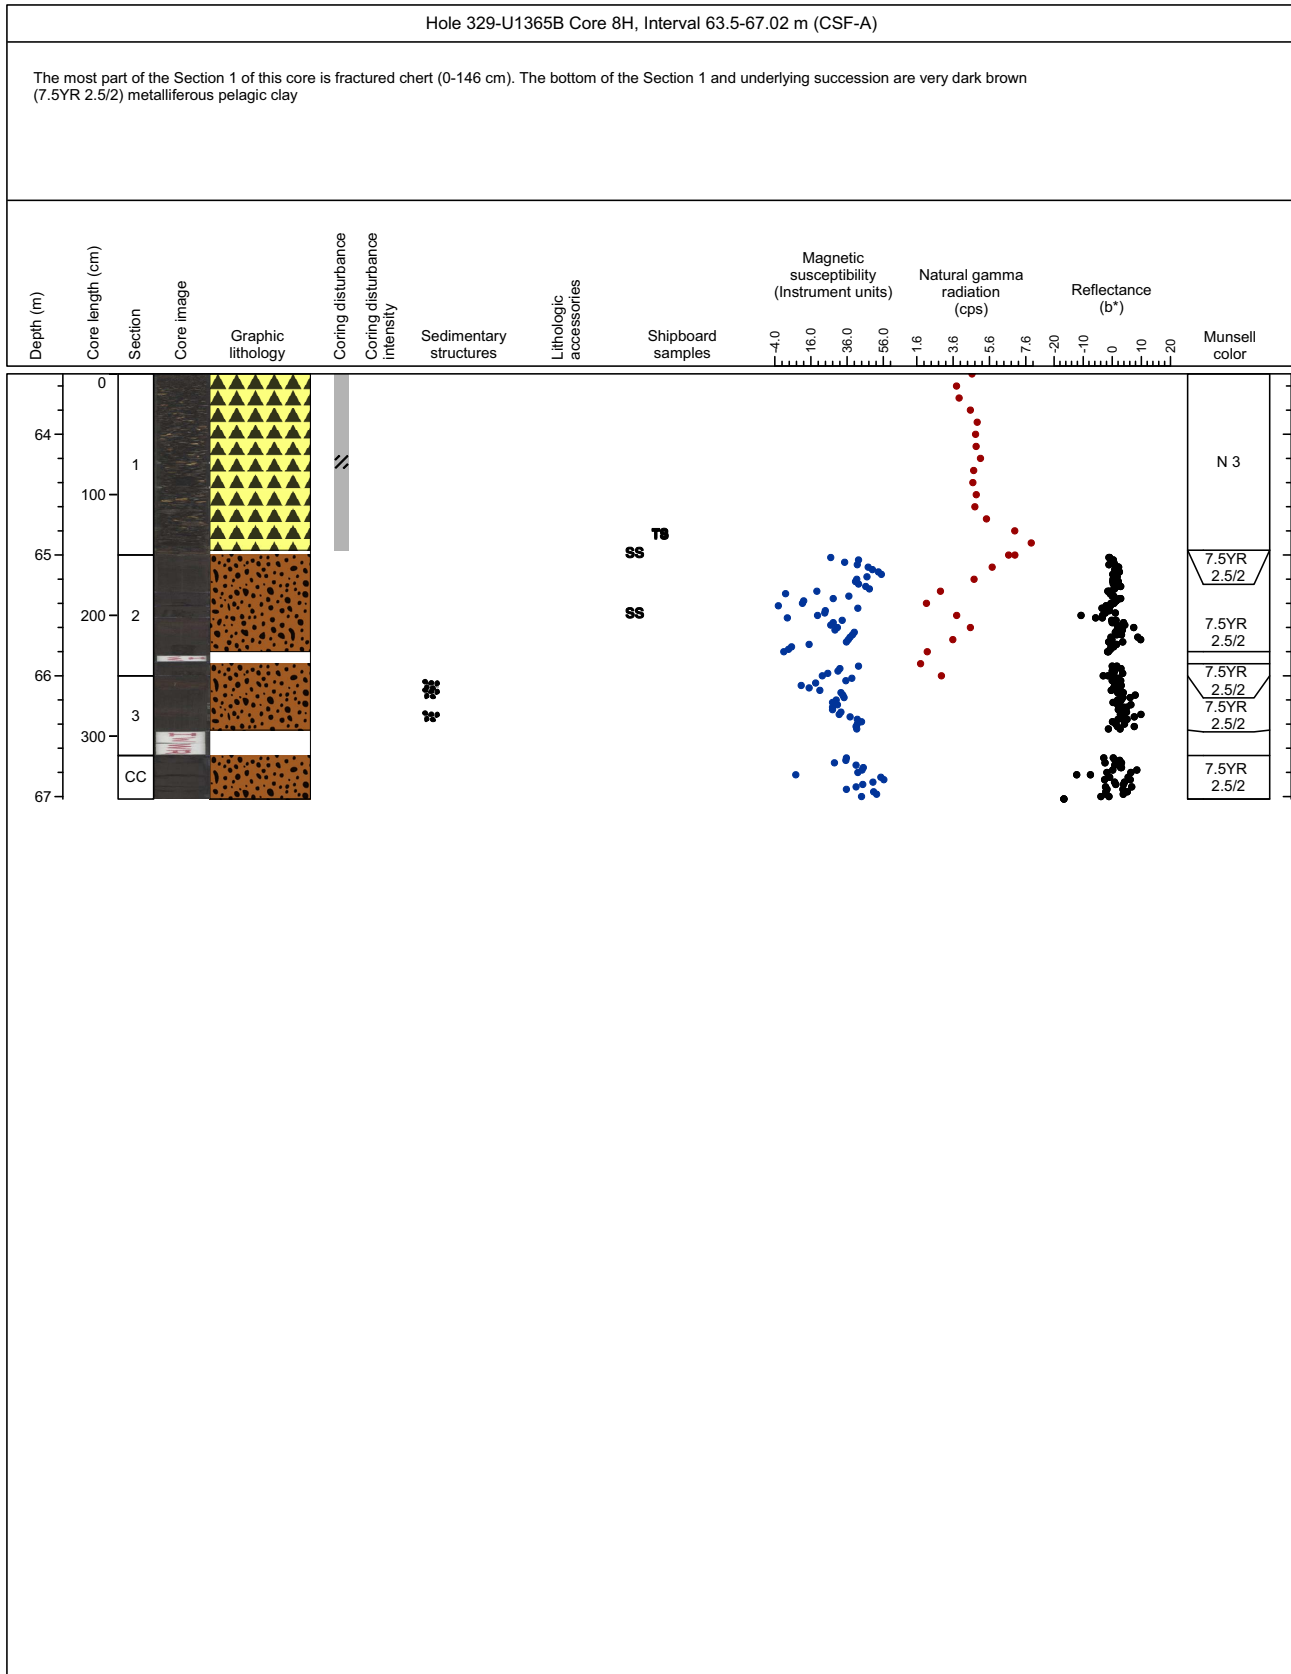 Hole 329-U1365B Core 8H, Interval 63.5-67.02 m (CSF-A)
The most part of the Section 1 of this core is fractured chert (0-146 cm). The bottom of the Section 1 and underlying succession are very dark brown
(7.5YR 2.5/2) metalliferous pelagic clay
Depth (m)
Core length (cm)
Section
Core image
Graphic
lithology
Coring disturbance
Coring disturbance
intensity
Sedimentary
structures
Lithologic
accessories
Shipboard
samples
Magnetic
susceptibility
(Instrument units)
-4.0 16.0 36.0 56.0
Natural gamma
radiation
(cps)
1.6 3.6 5.6 7.6
Reflectance
(b*)
-20 -10 0 10 20
Munsell
color
0
64
1
N 3
100
TS
SS
65
7.5YR
2.5/2
200
2
SS
7.5YR
2.5/2
66
7.5YR
2.5/2
3
7.5YR
2.5/2
300
CC
7.5YR
2.5/2
67